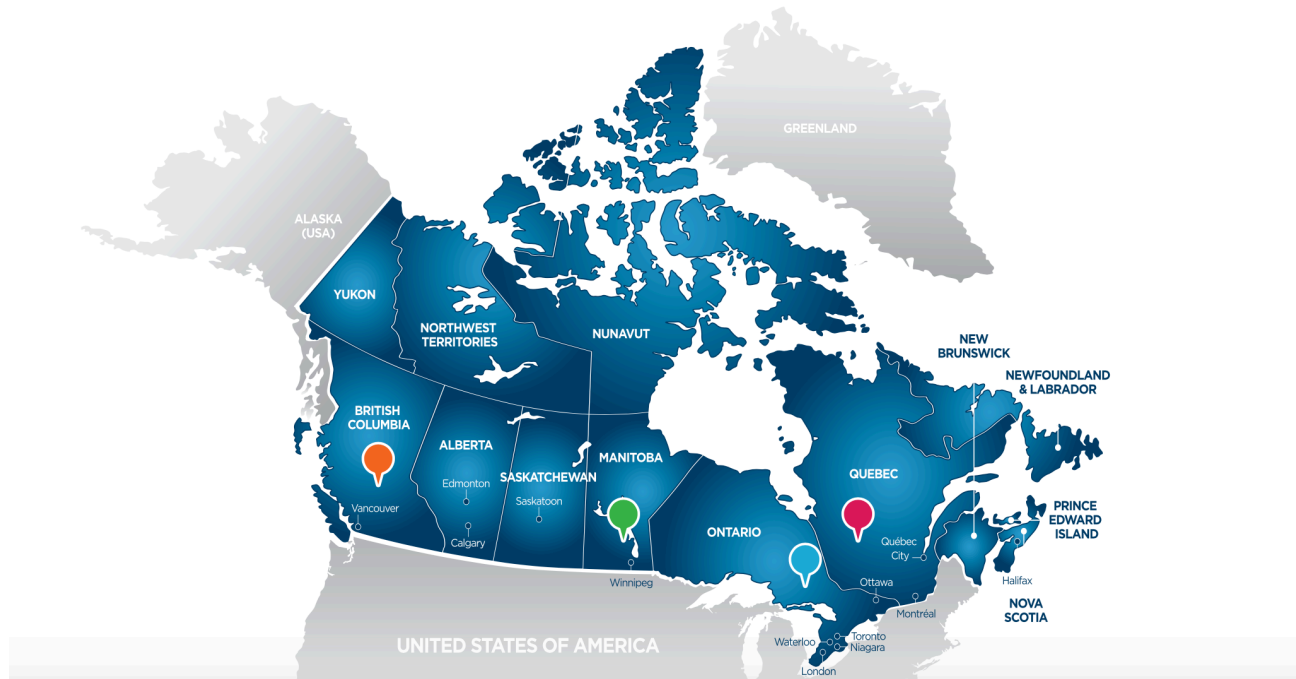 GREENLAND
ALASKA
(USA)
YUKON
NORTHWEST
TERRITORIES
NUNAVUT
NEW
BRUNSWICK
NEWFOUNDLAND
& LABRADOR
BRITISH
COLUMBIA
ALBERTA
MANITOBA
SASKATCHEWAN
QUEBEC
Edmonton
Saskatoon
Vancouver
Calgary
ONTARIO
PRINCE
EDWARD
ISLAND
Québec
City
Winnipeg
Ottawa
Halifax
Montréal
NOVA
SCOTIA
UNITED STATES OF AMERICA
Waterloo
Toronto
Niagara
London